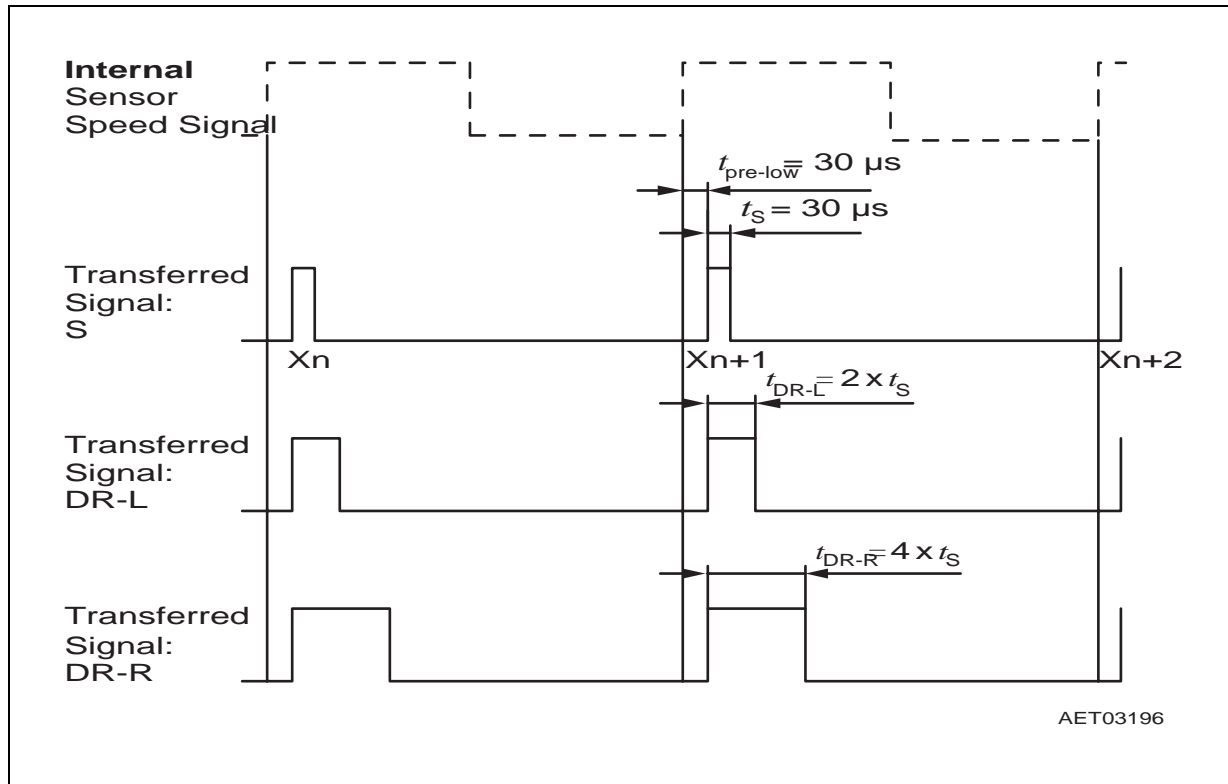 Internal
Sensor
Speed Signal
tpre-low= 30 µs
tS = 30 µs
Transferred
Signal:
S
Xn
Xn+1
Xn+2
tDR-L= 2 x tS
Transferred
Signal:
DR-L
tDR-R= 4 x tS
Transferred
Signal:
DR-R
AET03196